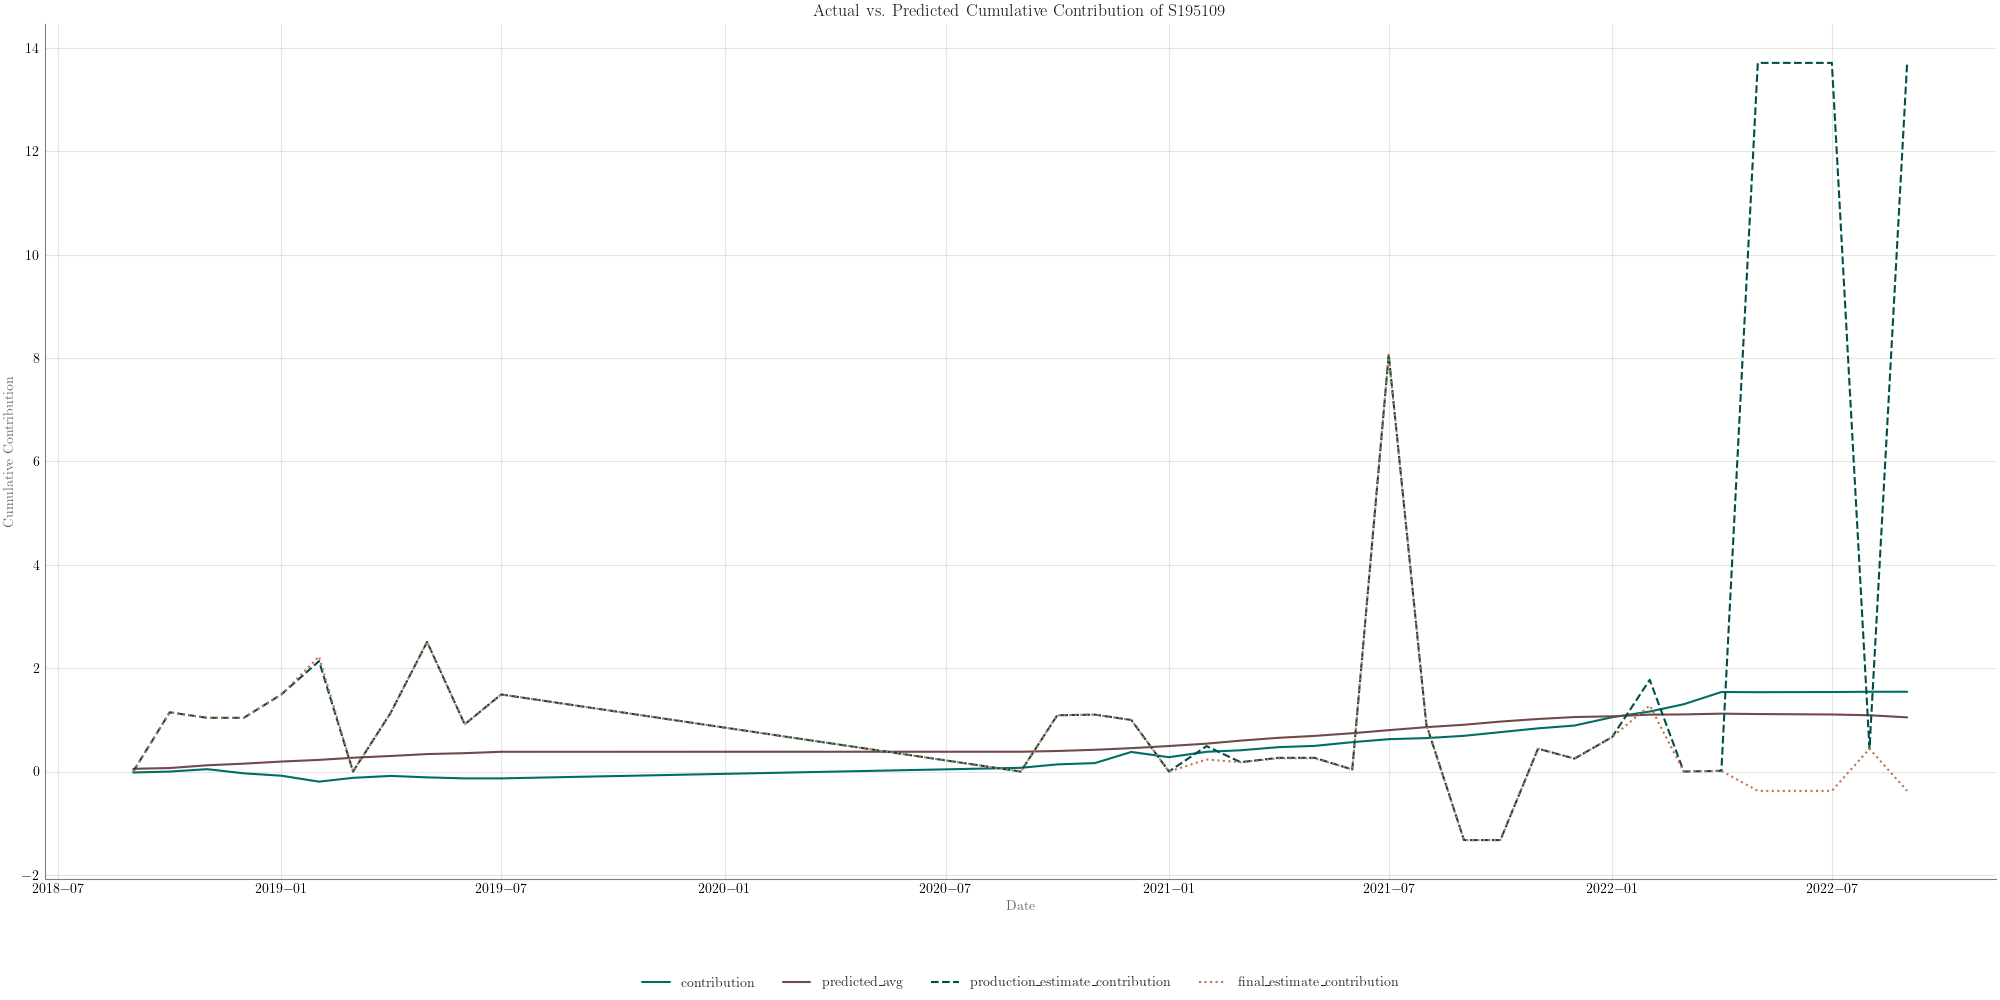 Actual vs. Predicted Cumulative Contribution of S195109
Cumulative Contribution
14
12
10
8
6
4
2
0
−2
2018−07 2019−01 2019−07 2020−01 2020−07 2021−01 2021−07 2022−01 2022−07
Date
contribution predicted_avg production_estimate_contribution final_estimate_contribution